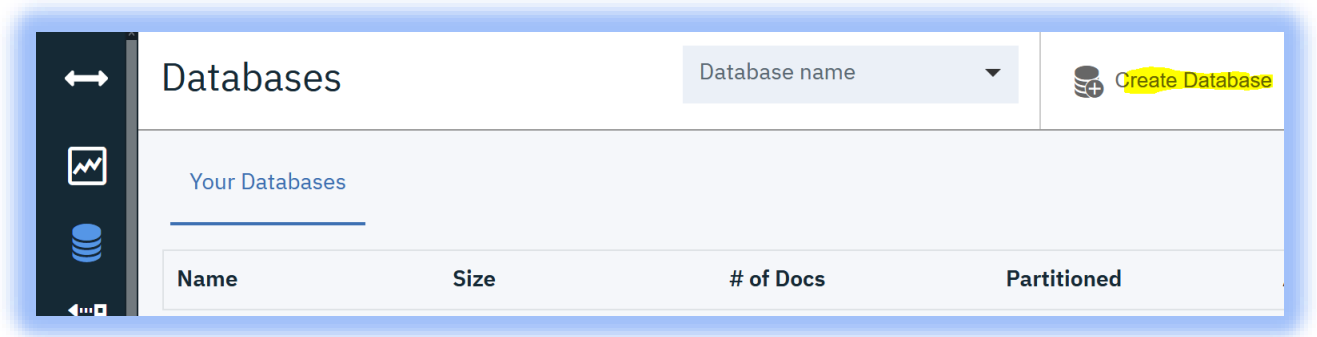 Databases
Database name
Create Database
Your Databases
Name Size # of Docs Partitioned